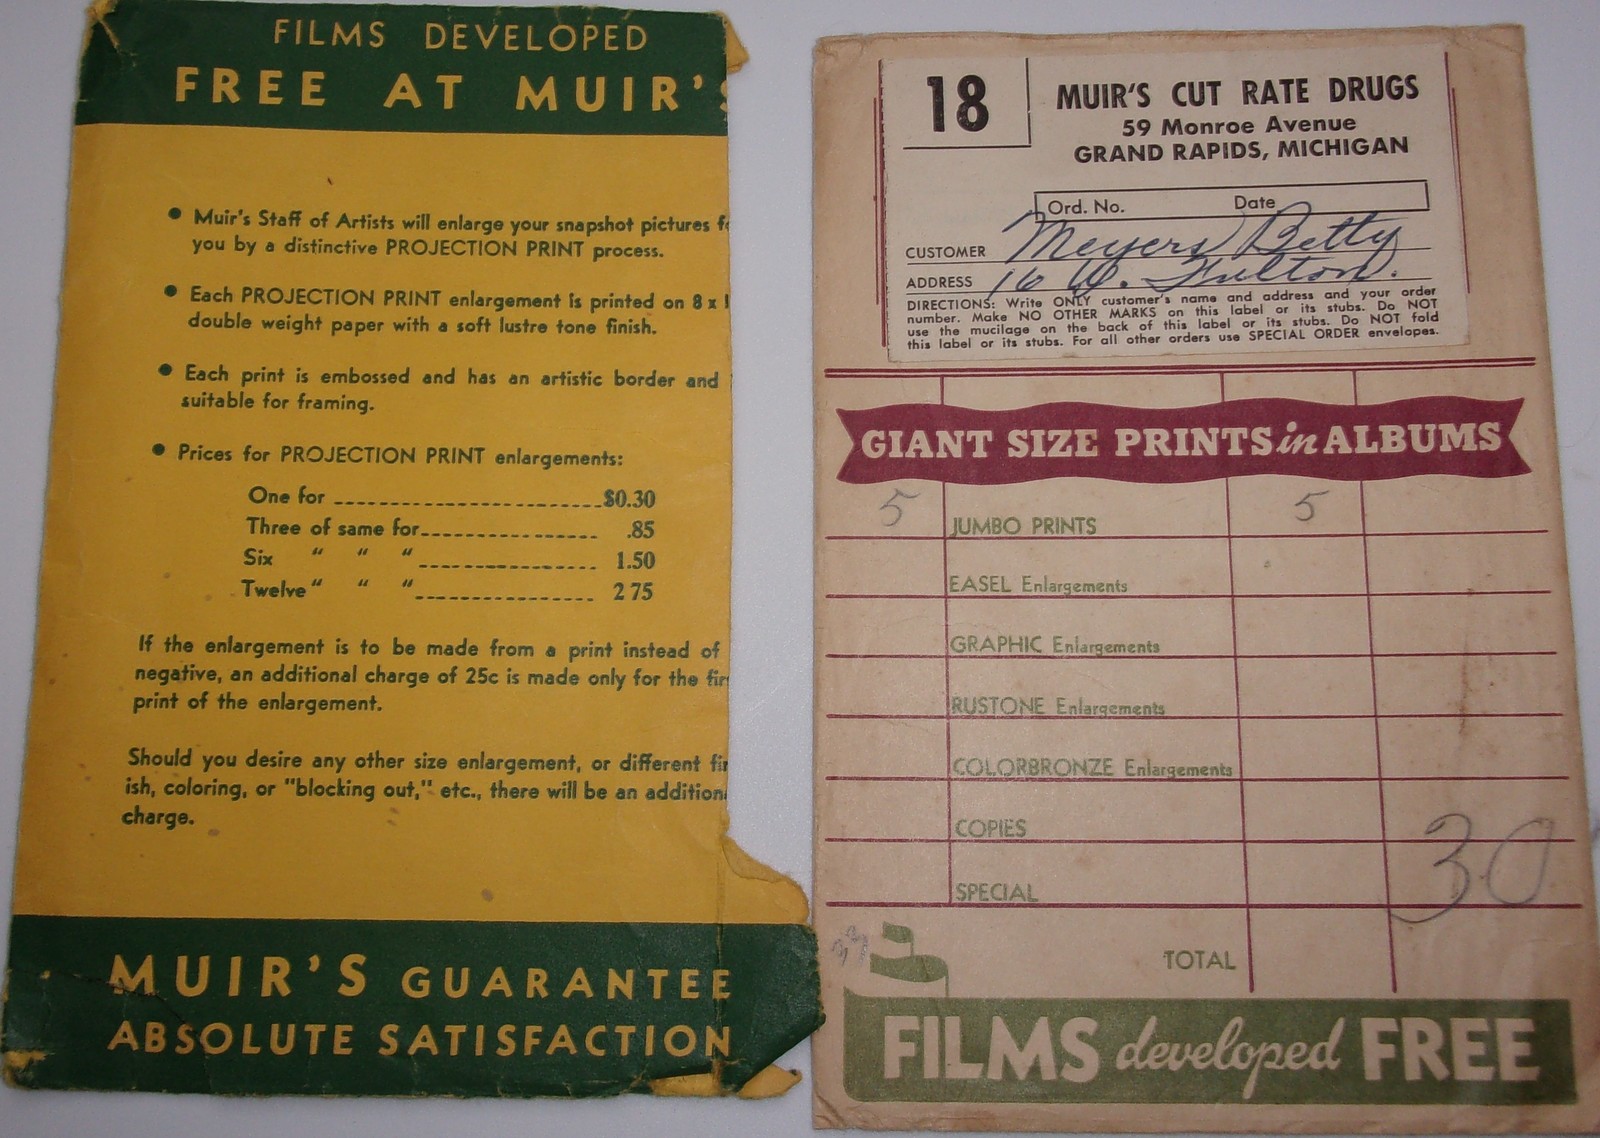 FILMS DEVELOPED
FREE AT MUIR'S
• Muir's Staff of Artists will enlarge your snapshot pictures
you by a distinctive PROJECTION PRINT process.
• Each PROJECTION PRINT enlargement is printed on 8 x
double weight paper with a soft lustre tone finish.
• Each print is embossed and has an artistic border and
suitable for framing.
• Prices for PROJECTION PRINT enlargements:
One for $0.30
Three of same for .85
Six " " " 1.50
Twelve " " " 2 75
If the enlargement is to be made from a print instead of
negative, an additional charge of 25c is made only for the
print of the enlargement.
Should you desire any other size enlargement, or different
ish, coloring, or "blocking out," etc., there will be an
charge.
MUIR'S GUARANTEE
ABSOLUTE SATISFACTION
18
MUIR'S CUT RATE DRUGS
59 Monroe Avenue
GRAND RAPIDS, MICHIGAN
Ord. No. Date
CUSTOMER Meyers Betty
ADDRESS 16 W. Fulton.
DIRECTIONS: Write ONLY customer's name and address and your order
number. Make NO OTHER MARKS on this label or its stubs. Do NOT
use the mucilage on the back of this label or its stubs. Do NOT fold
this label or its stubs. For all other orders use SPECIAL ORDER envelopes.
GIANT SIZE PRINTS in ALBUMS
5 JUMBO PRINTS 5
EASEL Enlargements
GRAPHIC Enlargements
RUSTONE Enlargements
COLORBRONZE Enlargements
COPIES
SPECIAL 30
TOTAL
FILMS developed FREE